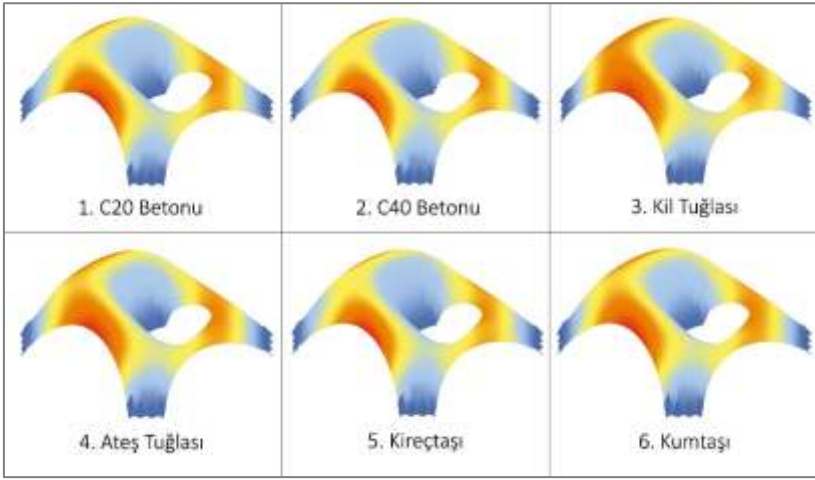 1. C20 Betonu
2. C40 Betonu
3. Kil Tuğlası
4. Ateş Tuğlası
5. Kireçtaşı
6. Kumtaşı